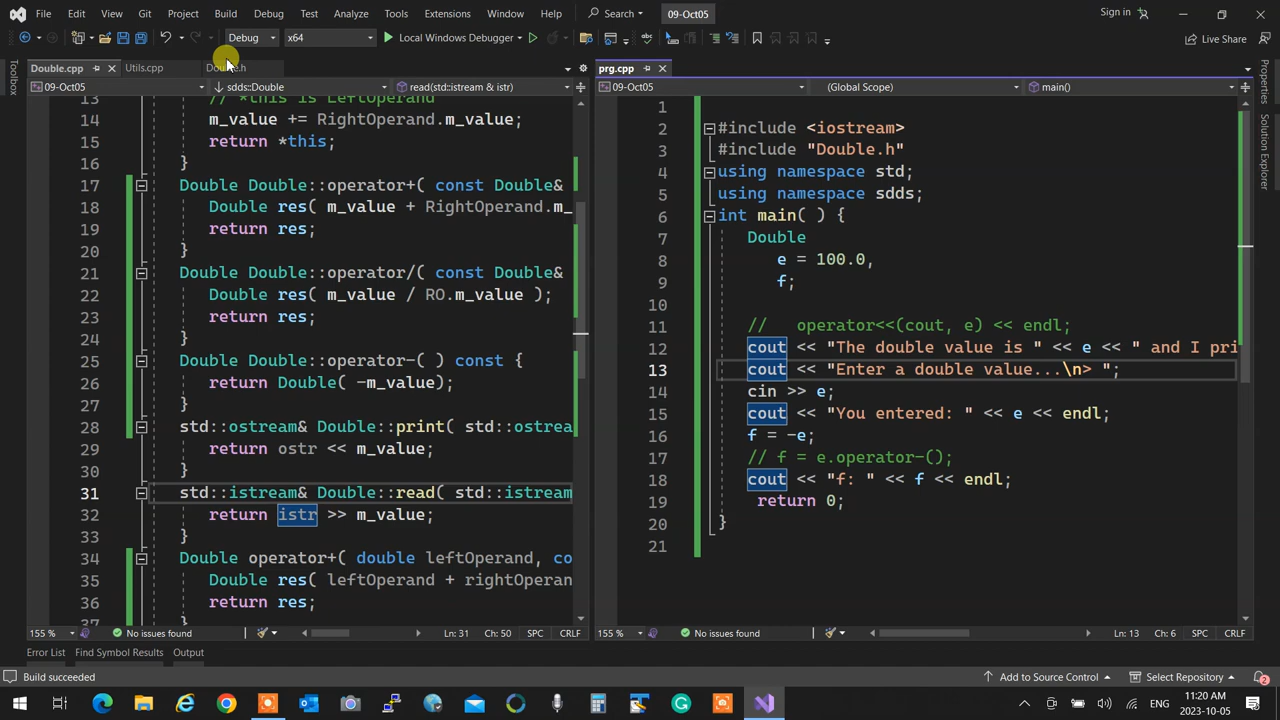 File Edit View Git Project Build Debug Test Analyze Tools Extensions Window Help Search 09-Oct05 Sign in
Debug x64 Local Windows Debugger Live Share
Double.cpp Utils.cpp Double.h prg.cpp
09-Oct05 sdds::Double read(std::istream & istr) 09-Oct05 (Global Scope) main()
Toolbox
13 // *this is LeftOperand
14 m_value += RightOperand.m_value;
15 return *this;
16 }
17 Double Double::operator+( const Double&
18 Double res( m_value + RightOperand.m_
19 return res;
20 }
21 Double Double::operator/( const Double&
22 Double res( m_value / RO.m_value );
23 return res;
24 }
25 Double Double::operator-( ) const {
26 return Double( -m_value);
27 }
28 std::ostream& Double::print( std::ostrea
29 return ostr << m_value;
30 }
31 std::istream& Double::read( std::istream
32 return istr >> m_value;
33 }
34 Double operator+( double leftOperand, co
35 Double res( leftOperand + rightOperan
36 return res;
37 }
155 % No issues found Ln: 31 Ch: 50 SPC CRLF
1
2 #include <iostream>
3 #include "Double.h"
4 using namespace std;
5 using namespace sdds;
6 int main( ) {
7 Double
8 e = 100.0,
9 f;
10
11 // operator<<(cout, e) << endl;
12 cout << "The double value is " << e << " and I pri
13 cout << "Enter a double value...\n> ";
14 cin >> e;
15 cout << "You entered: " << e << endl;
16 f = -e;
17 // f = e.operator-();
18 cout << "f: " << f << endl;
19 return 0;
20 }
21
155 % No issues found Ln: 13 Ch: 6 SPC CRLF
Properties
Solution Explorer
Error List Find Symbol Results Output
Build succeeded Add to Source Control Select Repository 2
ENG 11:20 AM
2023-10-05